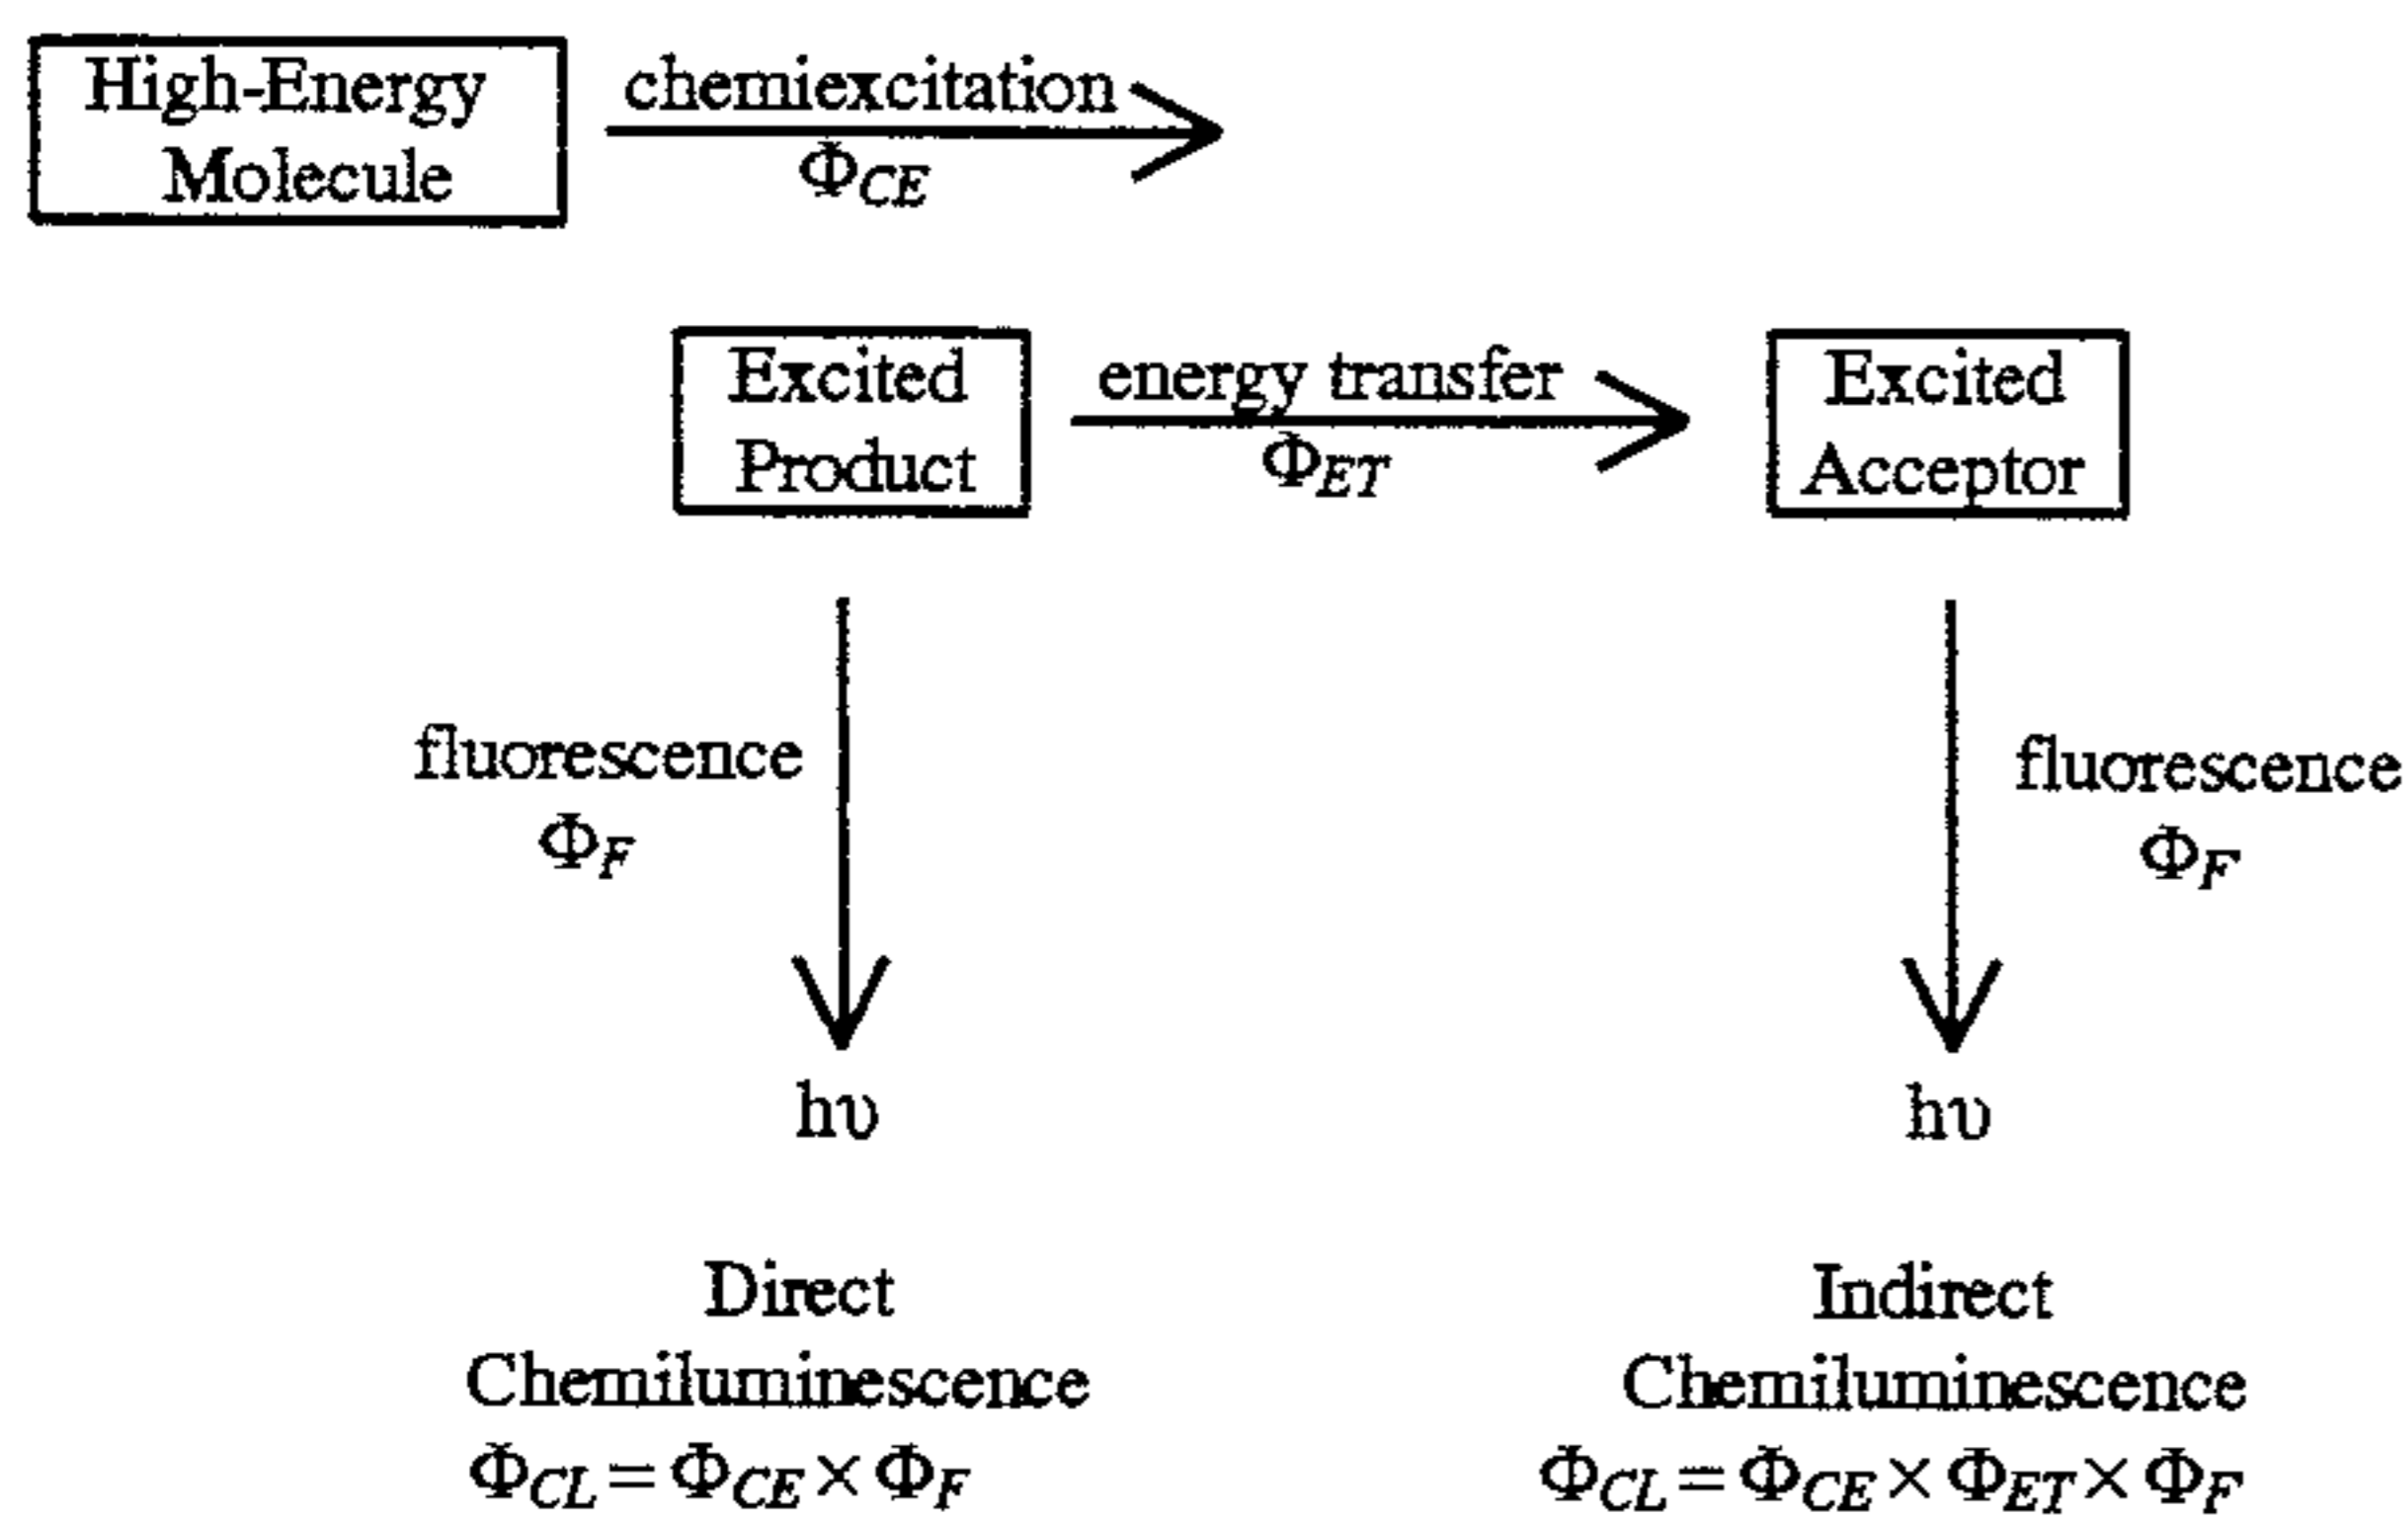 High-Energy
Molecule
chemiexcitation
Φ_CE
Excited
Product
energy transfer
Φ_ET
Excited
Acceptor
fluorescence
Φ_F
fluorescence
Φ_F
hυ
hυ
Direct
Chemiluminescence
Φ_CL = Φ_CE × Φ_F
Indirect
Chemiluminescence
Φ_CL = Φ_CE × Φ_ET × Φ_F